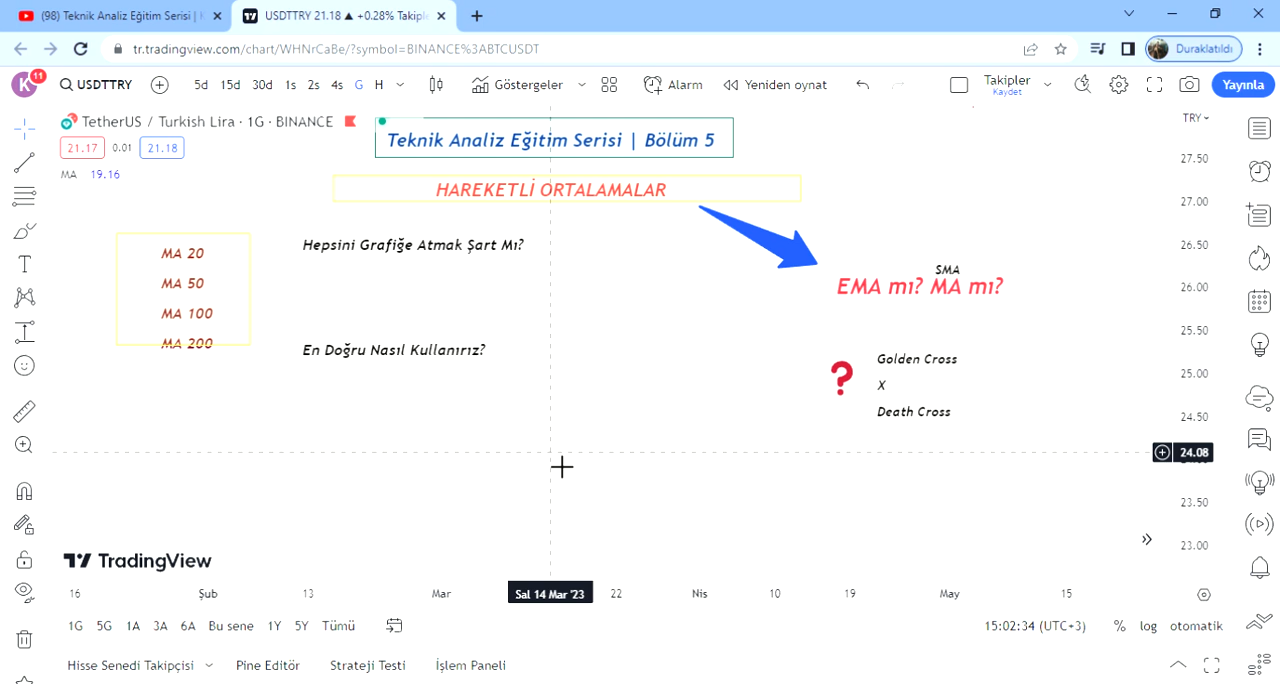 (98) Teknik Analiz Eğitim Serisi | K
USDTTRY 21.18 ▲ +0.28% Takiple
tr.tradingview.com/chart/WHNrCaBe/?symbol=BINANCE%3ABTCUSDT
Duraklatıldı
K 11 USDTTRY 5d 15d 30d 1s 2s 4s G H Göstergeler Alarm Yeniden oynat Takipler Yayınla
Kaydet
TetherUS / Turkish Lira · 1G · BINANCE
TRY
21.17 0.01 21.18
MA 19.16
Teknik Analiz Eğitim Serisi | Bölüm 5
HAREKETLİ ORTALAMALAR
MA 20
MA 50
MA 100
MA 200
Hepsini Grafiğe Atmak Şart Mı?
En Doğru Nasıl Kullanırız?
SMA
EMA mı? MA mı?
?
Golden Cross
X
Death Cross
27.50
27.00
26.50
26.00
25.50
25.00
24.50
24.08
23.50
23.00
TradingView
16 Şub 13 Mar Sal 14 Mar '23 22 Nis 10 19 May 15
1G 5G 1A 3A 6A Bu sene 1Y 5Y Tümü 15:02:34 (UTC+3) % log otomatik
Hisse Senedi Takipçisi Pine Editör Strateji Testi İşlem Paneli